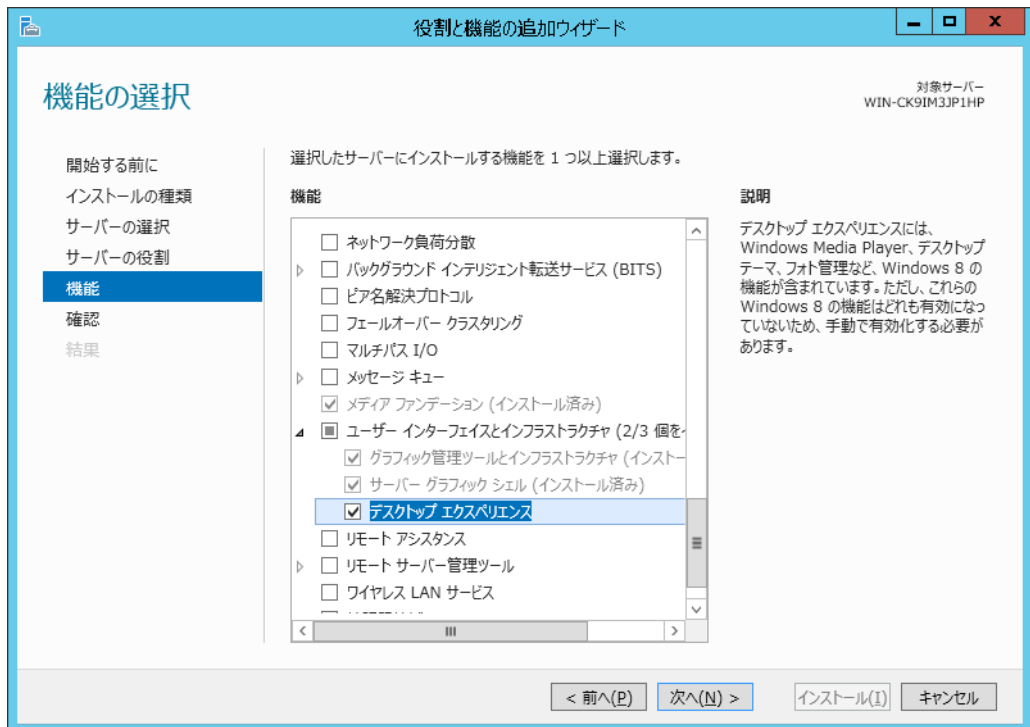 役割と機能の追加ウィザード
機能の選択
対象サーバー
WIN-CK9IM3JP1HP
開始する前に
インストールの種類
サーバーの選択
サーバーの役割
機能
確認
結果
選択したサーバーにインストールする機能を 1 つ以上選択します。
機能
ネットワーク負荷分散
バックグラウンド インテリジェント転送サービス (BITS)
ピア名解決プロトコル
フェールオーバー クラスタリング
マルチパス I/O
メッセージ キュー
メディア ファンデーション (インストール済み)
ユーザー インターフェイスとインフラストラクチャ (2/3 個を
グラフィック管理ツールとインフラストラクチャ (インストー
サーバー グラフィック シェル (インストール済み)
デスクトップ エクスペリエンス
リモート アシスタンス
リモート サーバー管理ツール
ワイヤレス LAN サービス
説明
デスクトップ エクスペリエンスには、
Windows Media Player、デスクトップ
テーマ、フォト管理など、Windows 8 の
機能が含まれています。ただし、これらの
Windows 8 の機能はどれも有効になっ
ていないため、手動で有効化する必要が
あります。
< 前へ(P)
次へ(N) >
インストール(I)
キャンセル